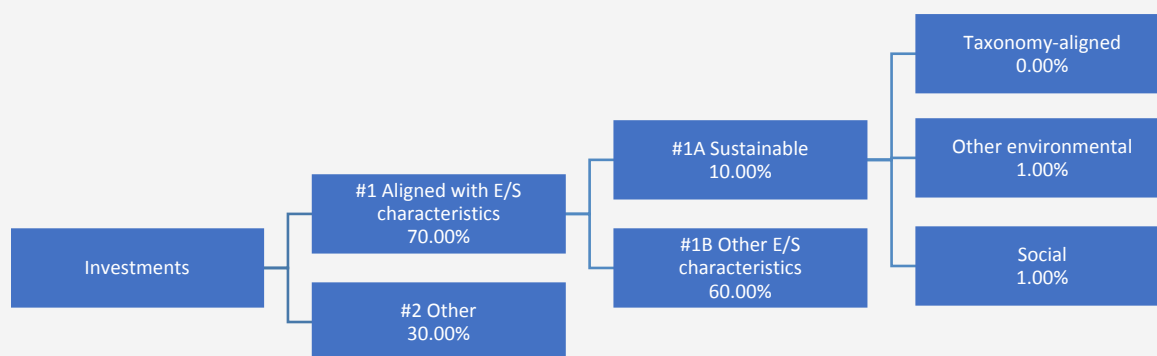 Investments
#1 Aligned with E/S
characteristics
70.00%
#2 Other
30.00%
#1A Sustainable
10.00%
#1B Other E/S
characteristics
60.00%
Taxonomy-aligned
0.00%
Other environmental
1.00%
Social
1.00%